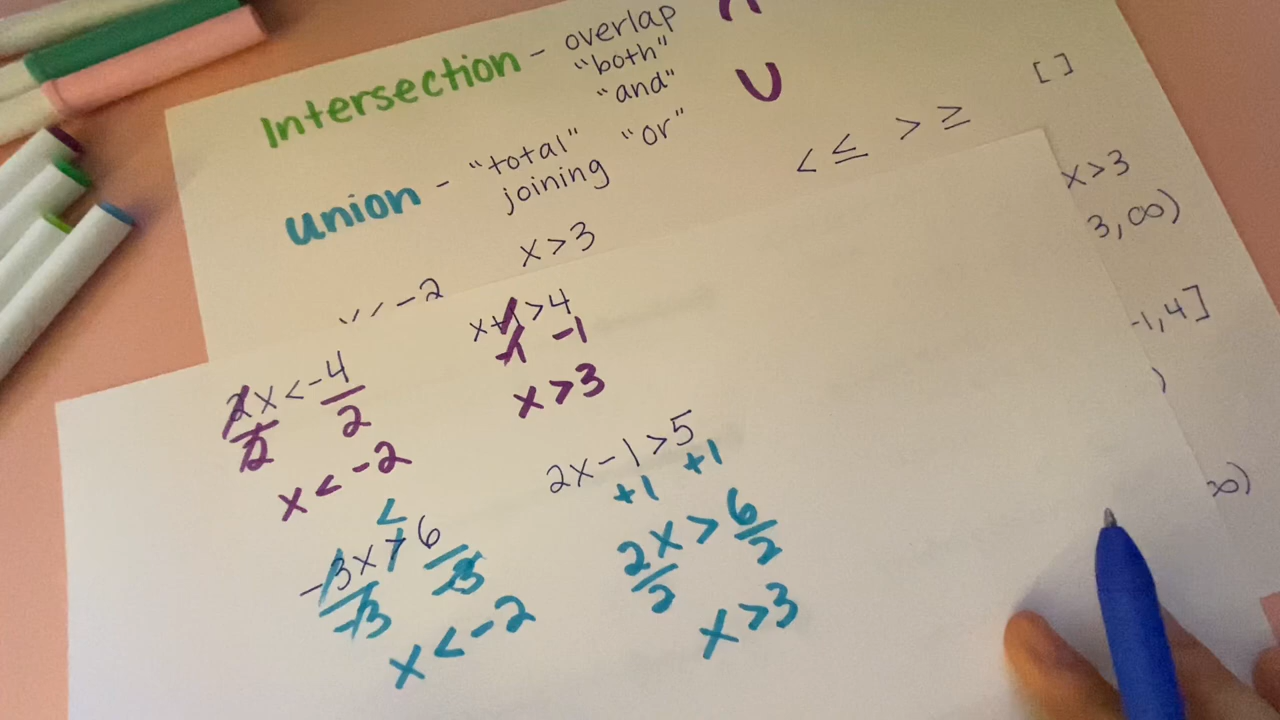 Intersection - overlap
"both"
"and"
U
[ ]
< ≤ > ≥
union - "total" "or"
joining
x>3
x>3
3, ∞)
-2
-1, 4]
)
∞)
2x < -4
2 2
x < -2
x+1 > 4
-1 -1
x > 3
<
-3x > 6
-3 -3
x < -2
2x - 1 > 5
+1 +1
2x > 6
2 2
x > 3